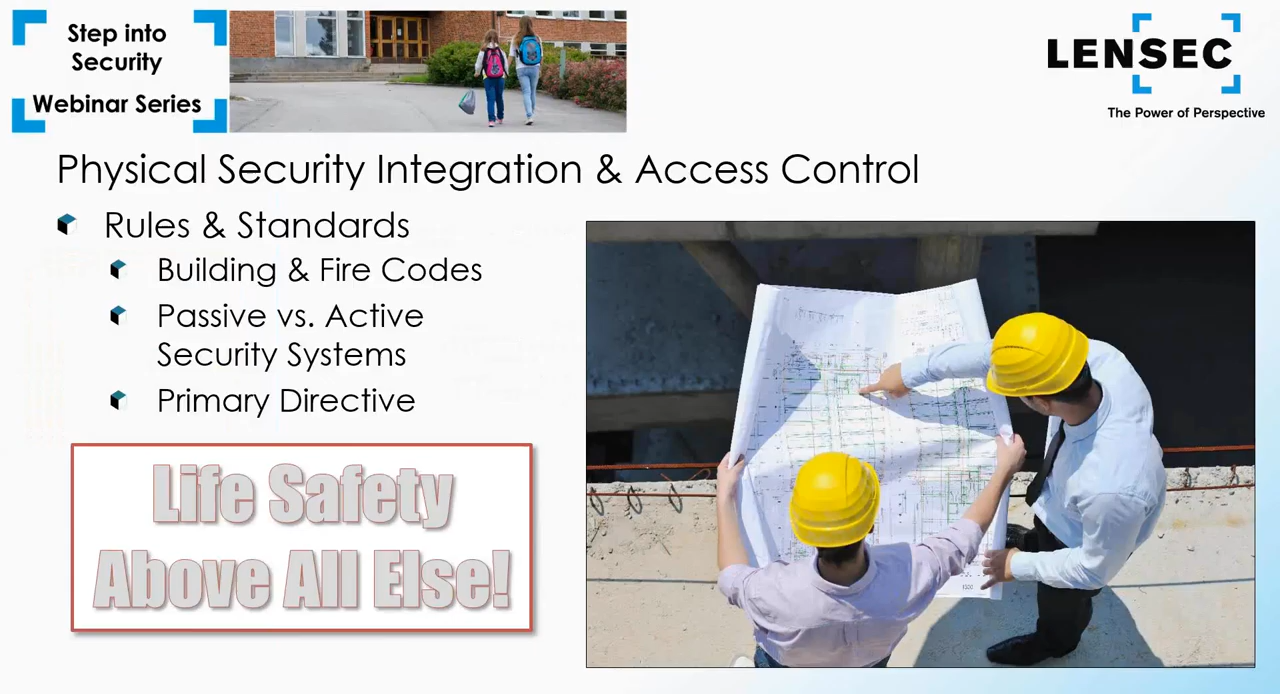 Step into
Security
Webinar Series
LENSEC
The Power of Perspective
Physical Security Integration & Access Control
Rules & Standards
Building & Fire Codes
Passive vs. Active
Security Systems
Primary Directive
Life Safety
Above All Else!